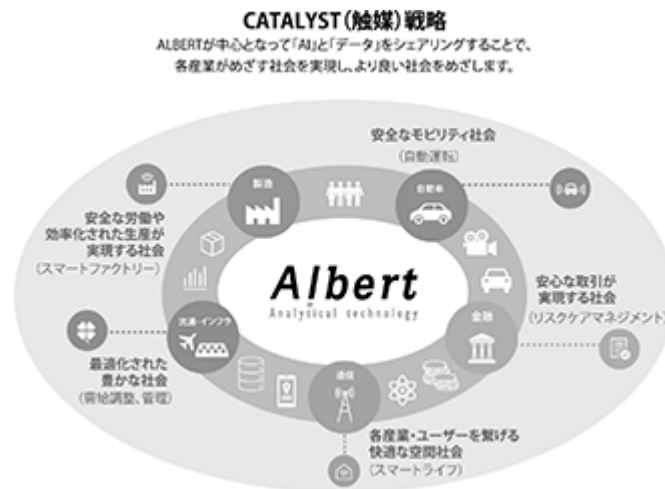 CATALYST（触媒）戦略
ALBERTが中心となって「AI」と「データ」をシェアリングすることで、
各産業がめざす社会を実現し、より良い社会をめざします。
安全なモビリティ社会
（自動運転）
製造
自動車
安全な労働や
効率化された生産が
実現する社会
（スマートファクトリー）
Albert
Analytical technology
安心な取引が
実現する社会
（リスクケアマネジメント）
流通・インフラ
金融
最適化された
豊かな社会
（需給調整、管理）
通信
各産業・ユーザーを繋げる
快適な空間社会
（スマートライフ）